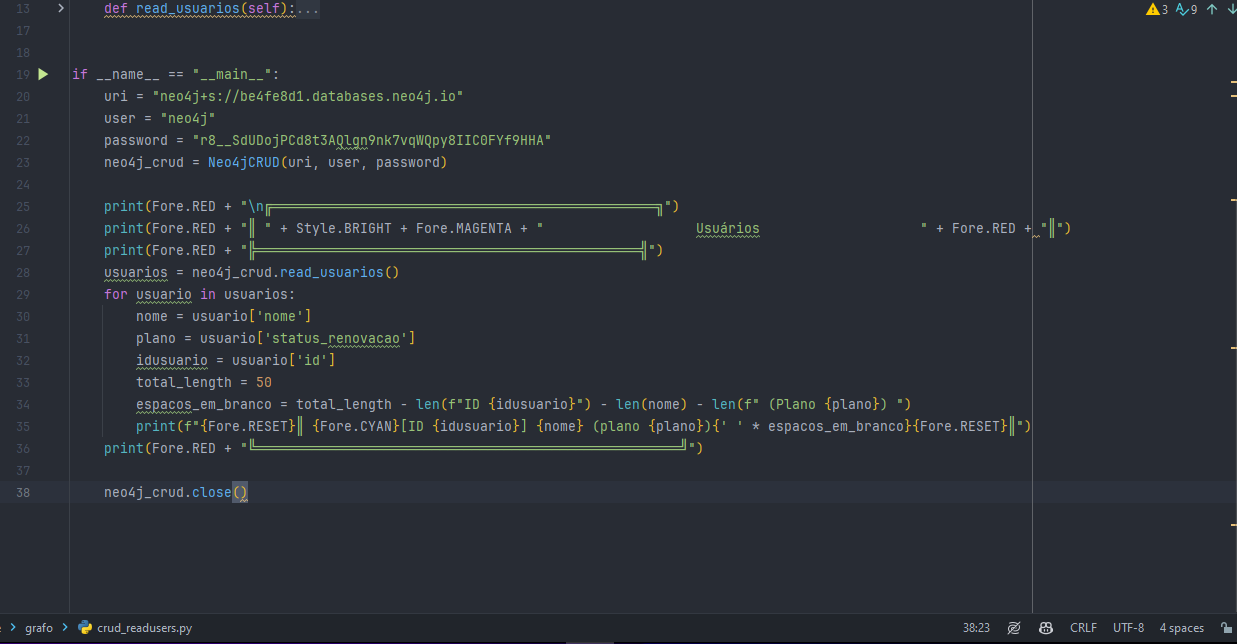 13 def read_usuarios(self):...
3 9
17
18
19 if __name__ == "__main__":
20 uri = "neo4j+s://be4fe8d1.databases.neo4j.io"
21 user = "neo4j"
22 password = "r8__SdUDojPCd8t3AQlgn9nk7vqWQpy8IIC0FYf9HHA"
23 neo4j_crud = Neo4jCRUD(uri, user, password)
24
25 print(Fore.RED + "\n╔═════════════════════════════════════════════════╗")
26 print(Fore.RED + "║ " + Style.BRIGHT + Fore.MAGENTA + "                   Usuários                    " + Fore.RED + "║")
27 print(Fore.RED + "╠═════════════════════════════════════════════════╣")
28 usuarios = neo4j_crud.read_usuarios()
29 for usuario in usuarios:
30 nome = usuario['nome']
31 plano = usuario['status_renovacao']
32 idusuario = usuario['id']
33 total_length = 50
34 espacos_em_branco = total_length - len(f"ID {idusuario}") - len(nome) - len(f" (Plano {plano}) ")
35 print(f"{Fore.RESET}║ {Fore.CYAN}[ID {idusuario}] {nome} (plano {plano}){' ' * espacos_em_branco}{Fore.RESET}║")
36 print(Fore.RED + "╚══════════════════════════════════════════════════════╝")
37
38 neo4j_crud.close()
grafo crud_readusers.py
38:23 CRLF UTF-8 4 spaces